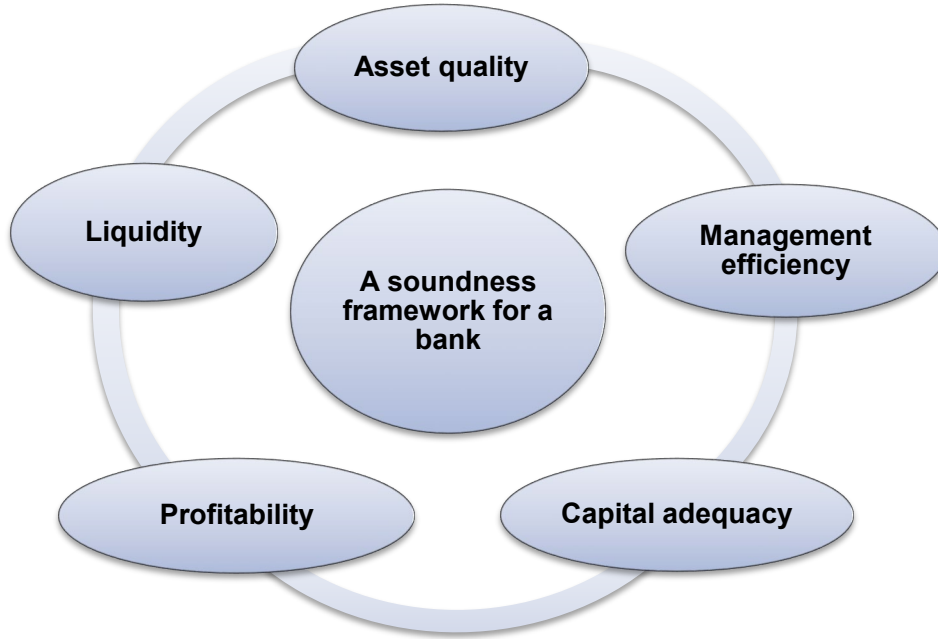 Asset quality
Liquidity
Management
efficiency
A soundness
framework for a
bank
Profitability
Capital adequacy